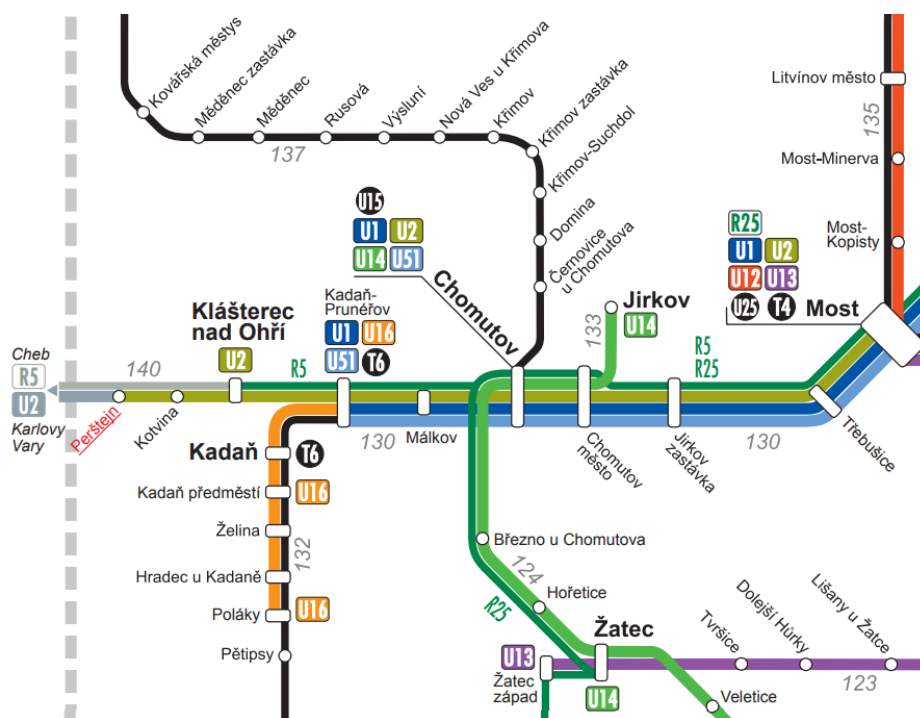 Kovářská městys
Měděnec zastávka
Měděnec
Rusová
Výsluní
Nová Ves u Křimova
Křimov
Křimov zastávka
Křimov-Suchdol
Domina
Černovice
u Chomutova
137
Litvínov město
135
Most-Minerva
Most-
Kopisty
U15
U1 U2
U14 U51
Chomutov
R25
U1 U2
U12 U13
U25 T4
Most
Klášterec
nad Ohří
U2
Kadaň-
Prunéřov
U1 U16
U51 T6
Jirkov
U14
133
R5
R25
Cheb
R5
U2
Karlovy
Vary
140
R5
Perštejn
Kotvina
130
Málkov
Chomutov
město
Jirkov
zastávka
130
Třebušice
Kadaň
T6
Kadaň předměstí
U16
Želina
132
Hradec u Kadaně
Poláky
U16
Pětipsy
Březno u Chomutova
124
Hořetice
R25
Žatec
U13
Žatec
západ
U14
Tvršice
Dolejší
Hůrky
Lišany u Žatce
123
Veletice